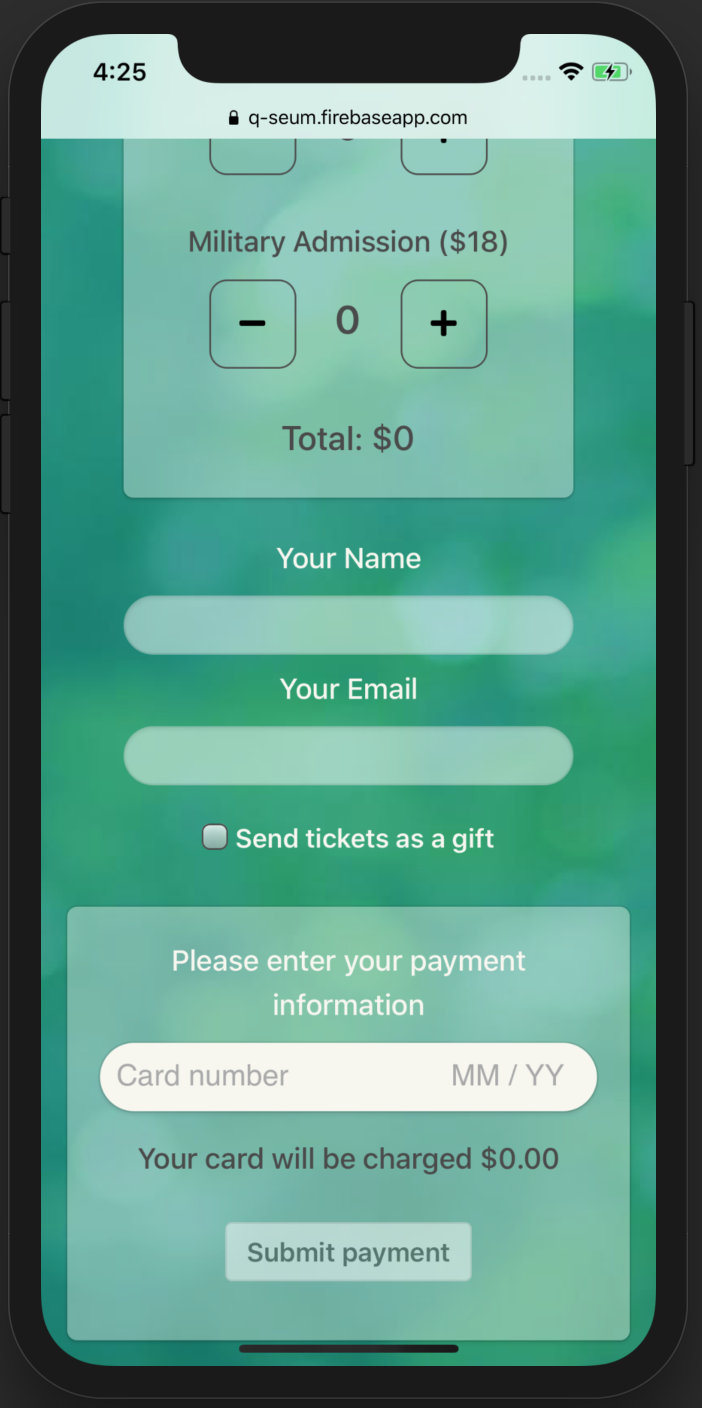 4:25
q-seum.firebaseapp.com
Military Admission ($18)
− 0 +
Total: $0
Your Name
Your Email
Send tickets as a gift
Please enter your payment
information
Card number MM / YY
Your card will be charged $0.00
Submit payment